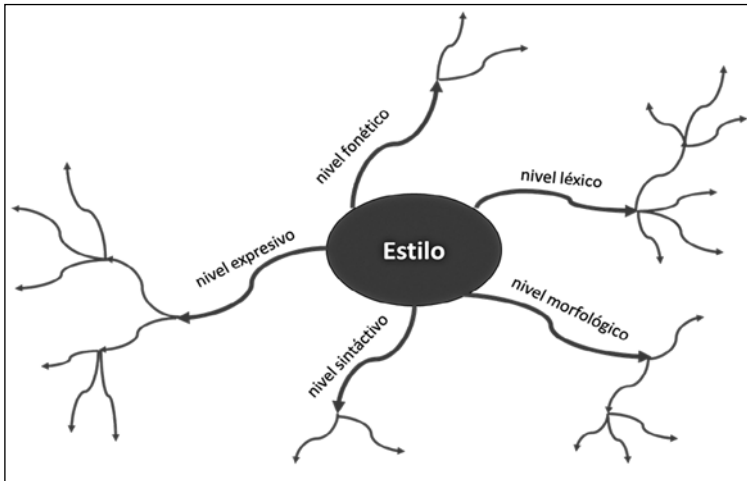 nivel fonético
nivel léxico
nivel expresivo
Estilo
nivel morfológico
nivel sintáctivo